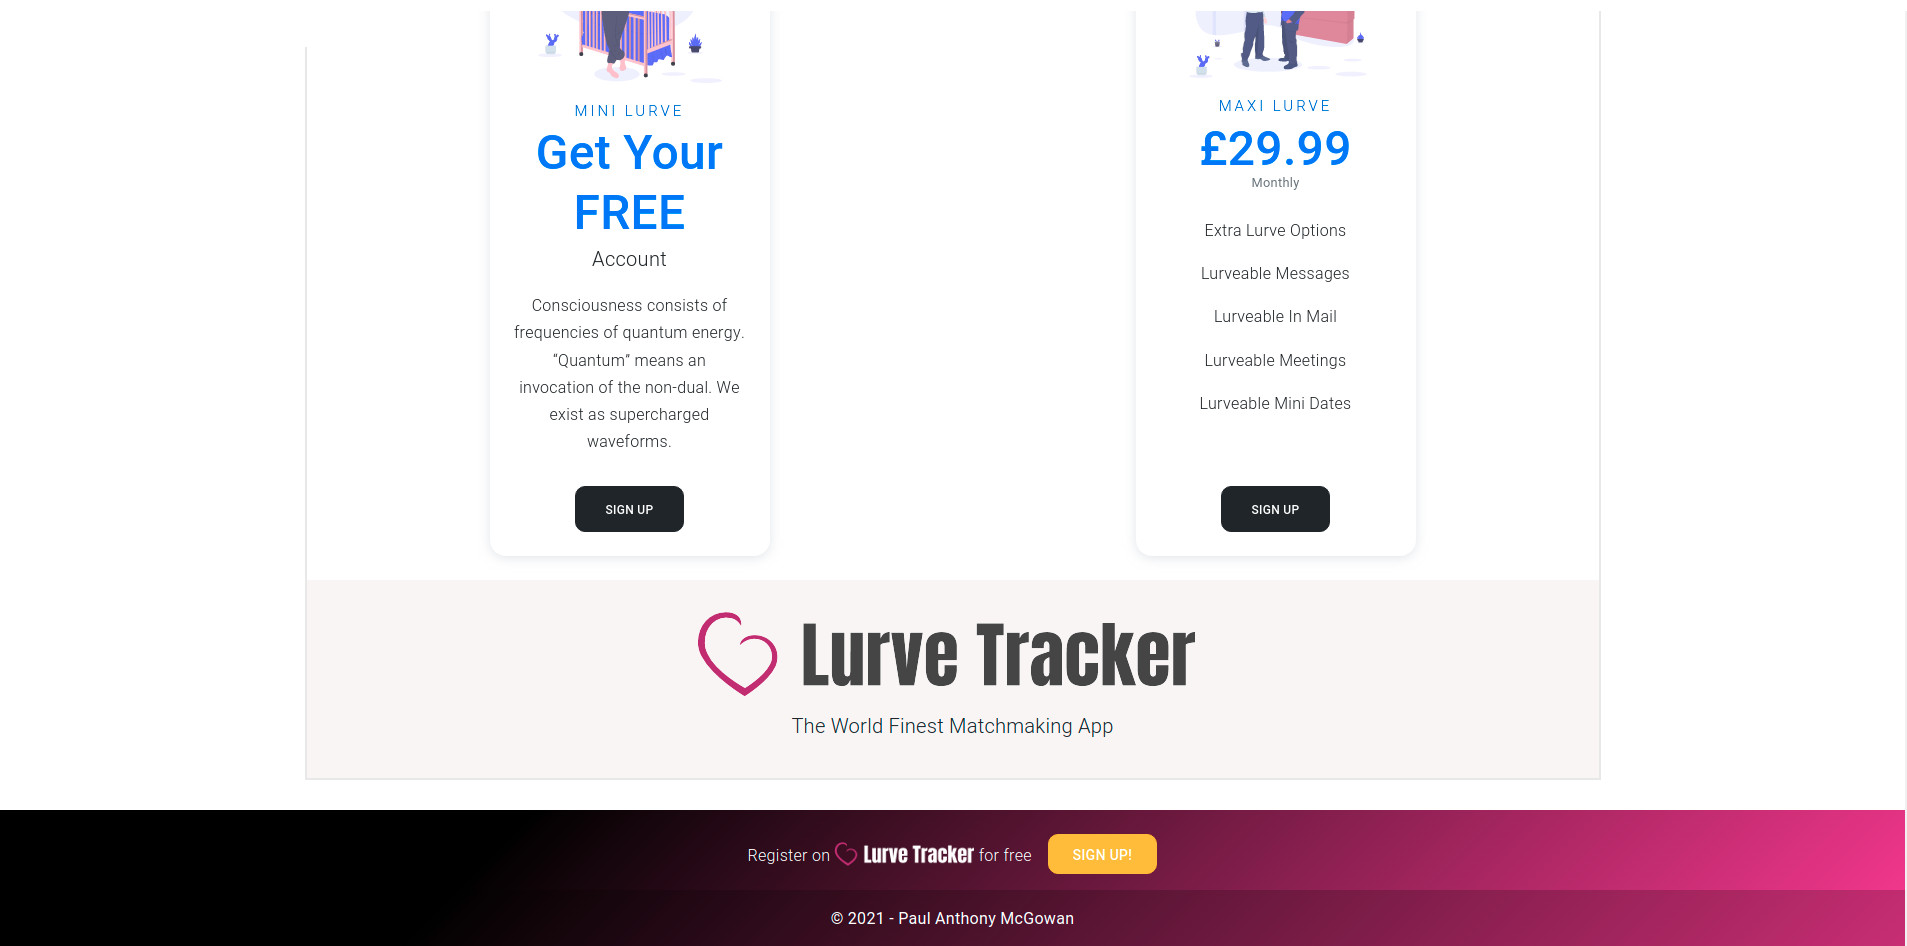 MINI LURVE
Get Your
FREE
Account
Consciousness consists of
frequencies of quantum energy.
“Quantum” means an
invocation of the non-dual. We
exist as supercharged
waveforms.
SIGN UP
MAXI LURVE
£29.99
Monthly
Extra Lurve Options
Lurveable Messages
Lurveable In Mail
Lurveable Meetings
Lurveable Mini Dates
SIGN UP
Lurve Tracker
The World Finest Matchmaking App
Register on Lurve Tracker for free SIGN UP!
© 2021 - Paul Anthony McGowan